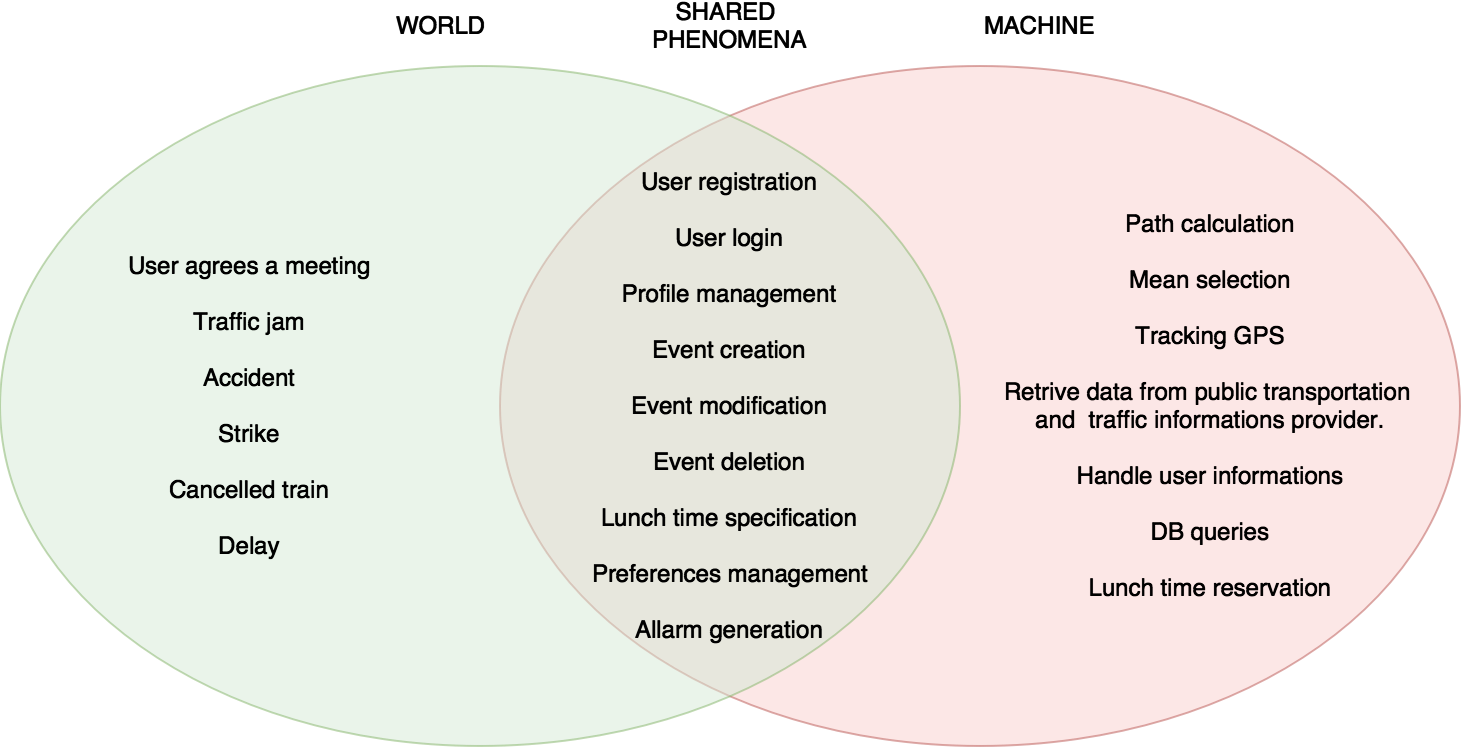 WORLD
SHARED
PHENOMENA
MACHINE
User agrees a meeting
Traffic jam
Accident
Strike
Cancelled train
Delay
User registration
User login
Profile management
Event creation
Event modification
Event deletion
Lunch time specification
Preferences management
Allarm generation
Path calculation
Mean selection
Tracking GPS
Retrive data from public transportation
and  traffic informations provider.
Handle user informations
DB queries
Lunch time reservation